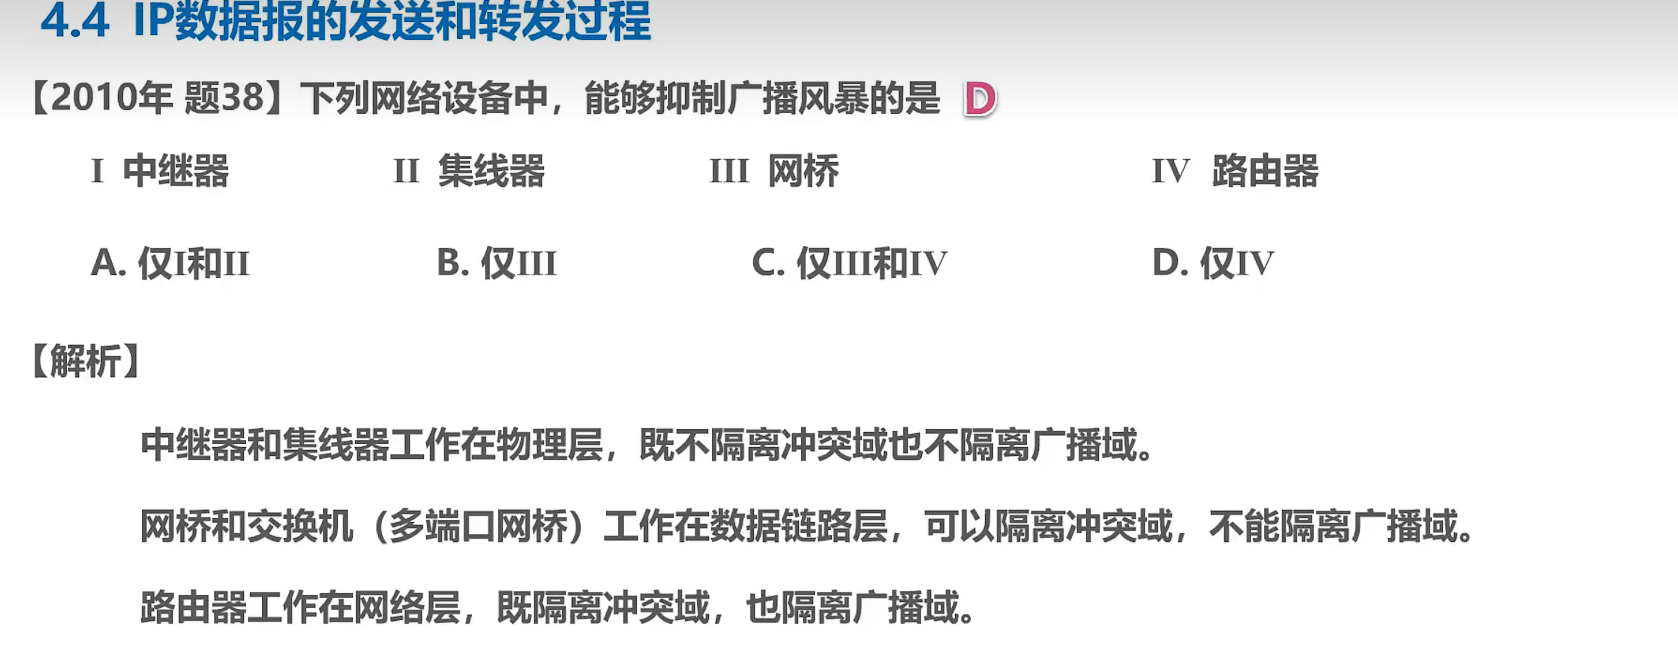 4.4 IP数据报的发送和转发过程
【2010年 题38】下列网络设备中，能够抑制广播风暴的是 D
I 中继器 II 集线器 III 网桥 IV 路由器
A. 仅I和II B. 仅III C. 仅III和IV D. 仅IV
【解析】
中继器和集线器工作在物理层，既不隔离冲突域也不隔离广播域。
网桥和交换机（多端口网桥）工作在数据链路层，可以隔离冲突域，不能隔离广播域。
路由器工作在网络层，既隔离冲突域，也隔离广播域。